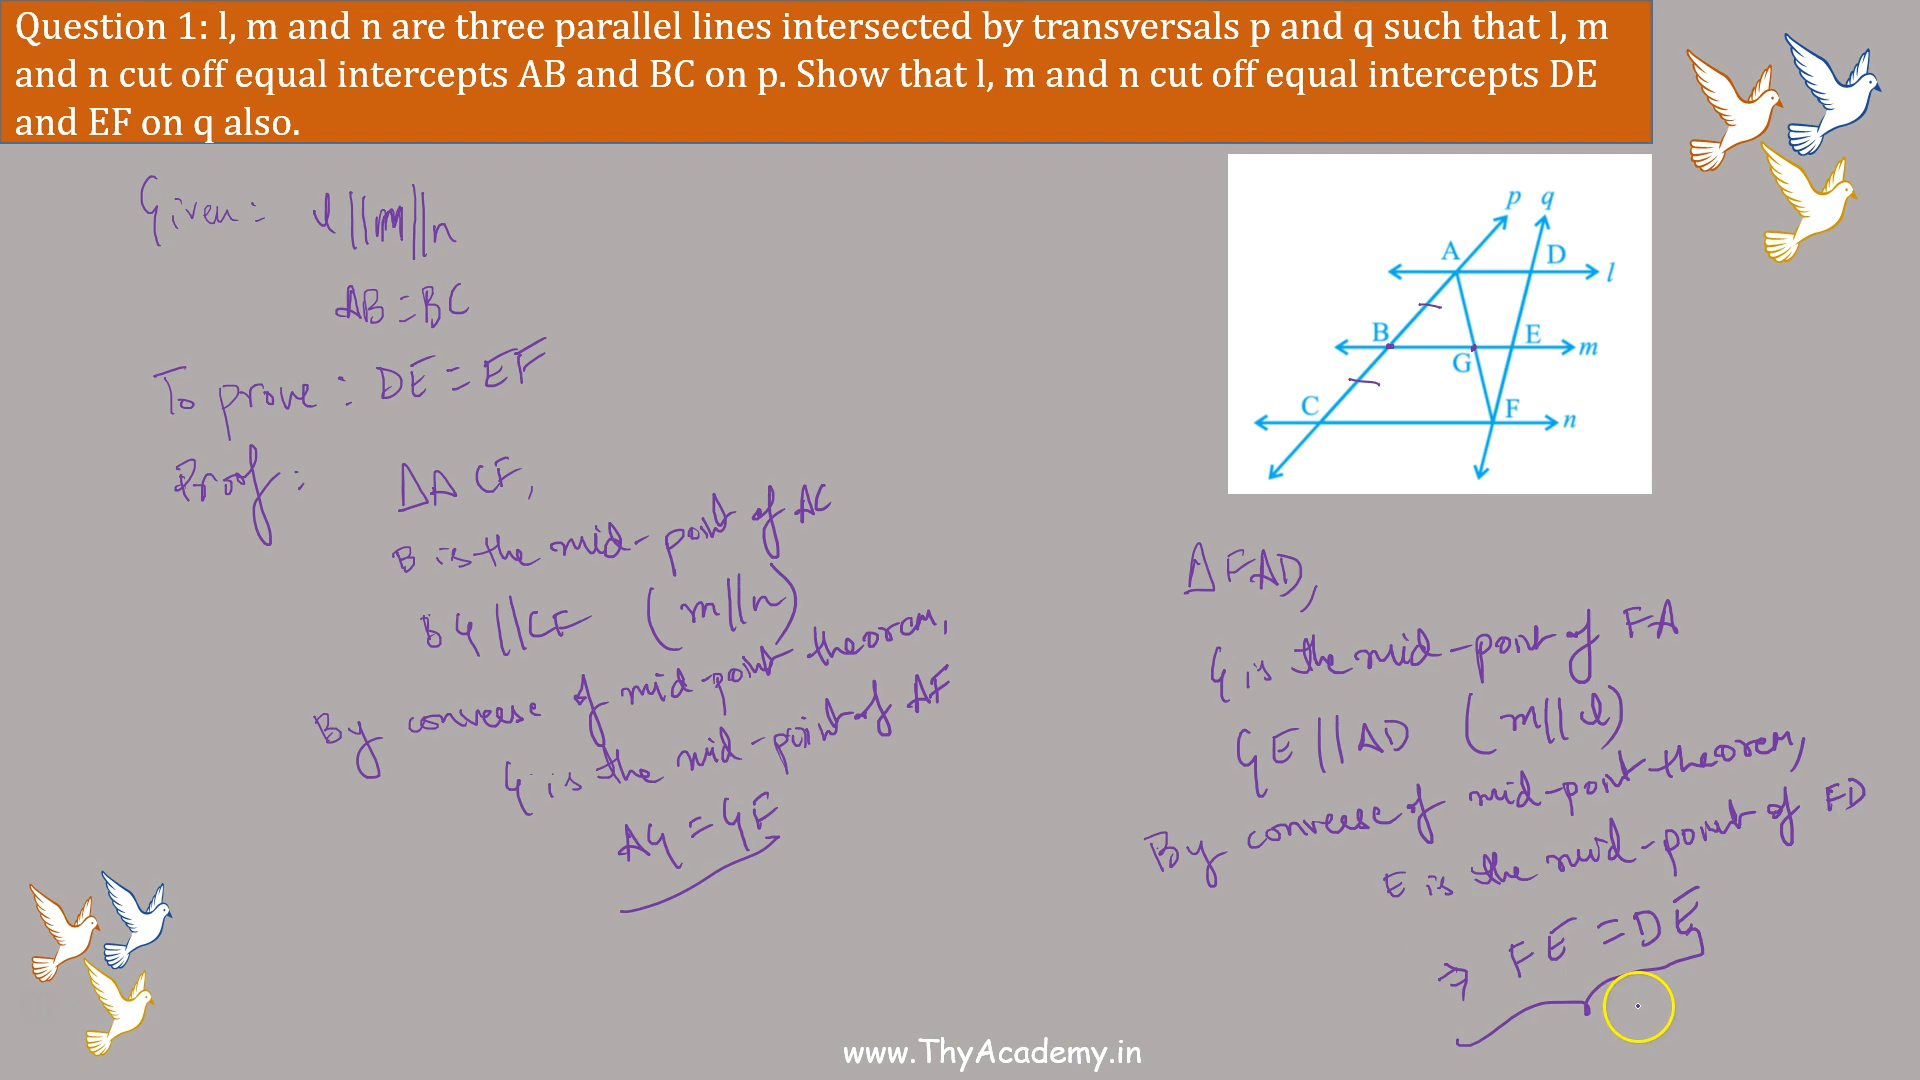 Question 1: l, m and n are three parallel lines intersected by transversals p and q such that l, m
and n cut off equal intercepts AB and BC on p. Show that l, m and n cut off equal intercepts DE
and EF on q also.
Given: l||m||n
AB=BC
To prove: DE=EF
Proof: ΔACF,
B is the mid-point of AC
BG||CF (m||n)
By converse of mid-point theorem,
G is the mid-point of AF
AG=GF
p q
A D l
B E m
G
C F n
ΔFAD,
G is the mid-point of FA
GE||AD (m||l)
By converse of mid-point theorem,
E is the mid-point of FD
⇒ FE=DE
www.ThyAcademy.in